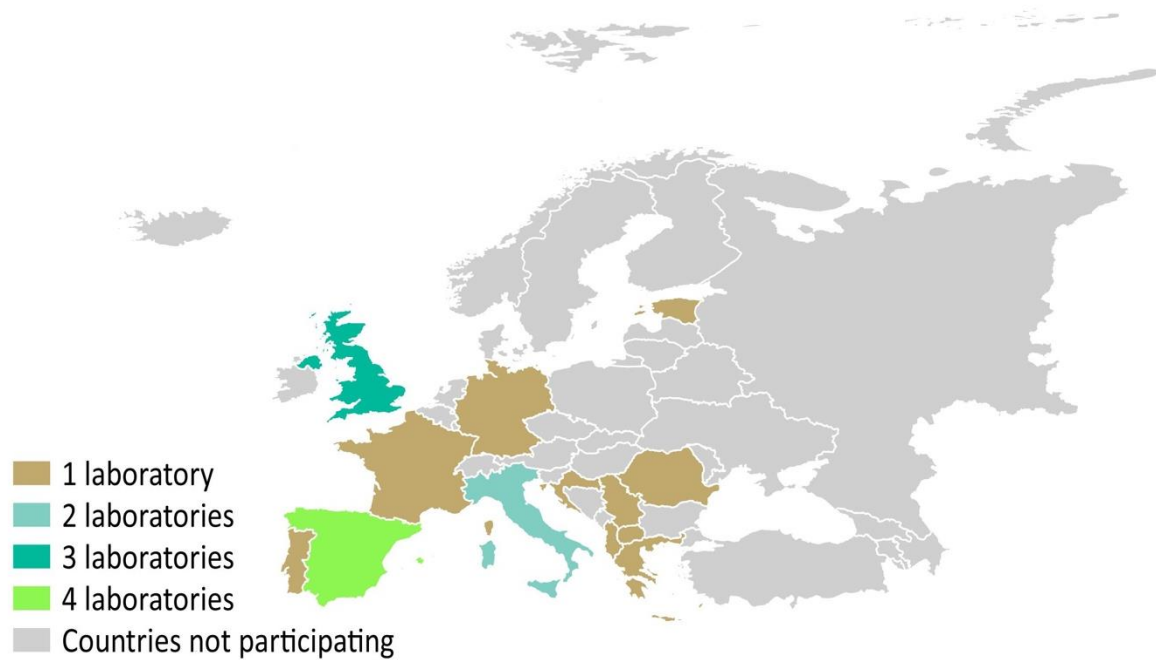 1 laboratory
2 laboratories
3 laboratories
4 laboratories
Countries not participating